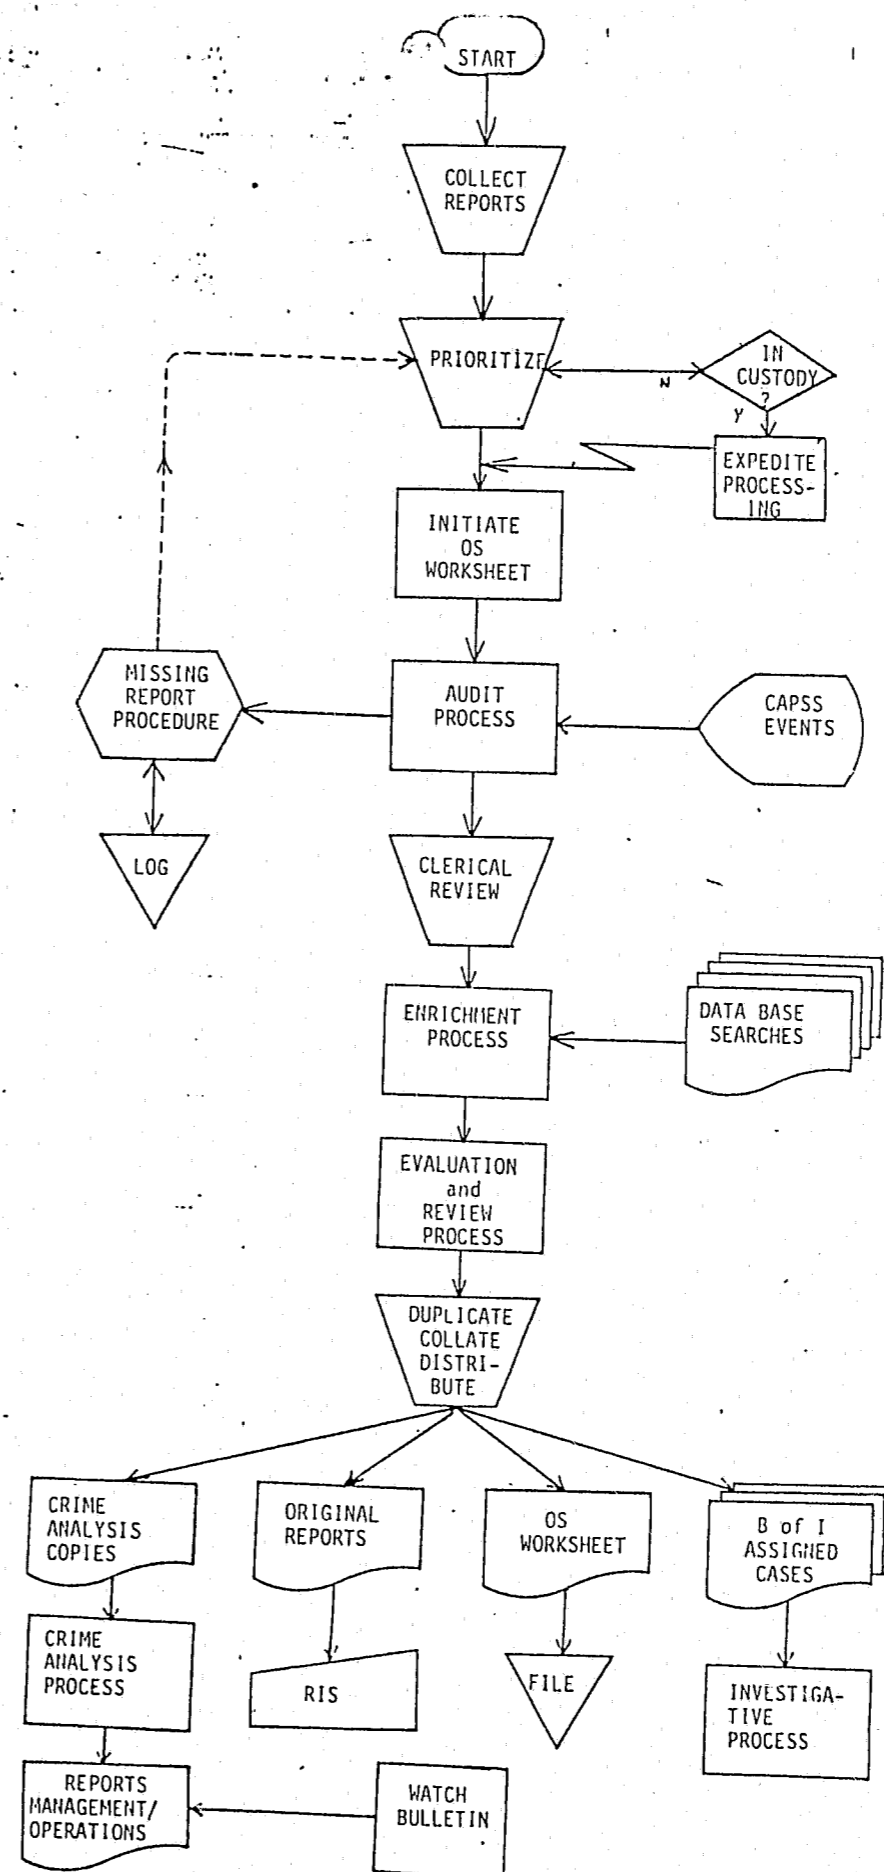 START
COLLECT
REPORTS
PRIORITIZE
IN
CUSTODY
?
N
Y
EXPEDITE
PROCESS-
ING
INITIATE
OS
WORKSHEET
MISSING
REPORT
PROCEDURE
AUDIT
PROCESS
CAPSS
EVENTS
LOG
CLERICAL
REVIEW
ENRICHMENT
PROCESS
DATA BASE
SEARCHES
EVALUATION
and
REVIEW
PROCESS
DUPLICATE
COLLATE
DISTRI-
BUTE
CRIME
ANALYSIS
COPIES
ORIGINAL
REPORTS
OS
WORKSHEET
B of I
ASSIGNED
CASES
CRIME
ANALYSIS
PROCESS
RIS
FILE
INVESTIGA-
TIVE
PROCESS
REPORTS
MANAGEMENT/
OPERATIONS
WATCH
BULLETIN